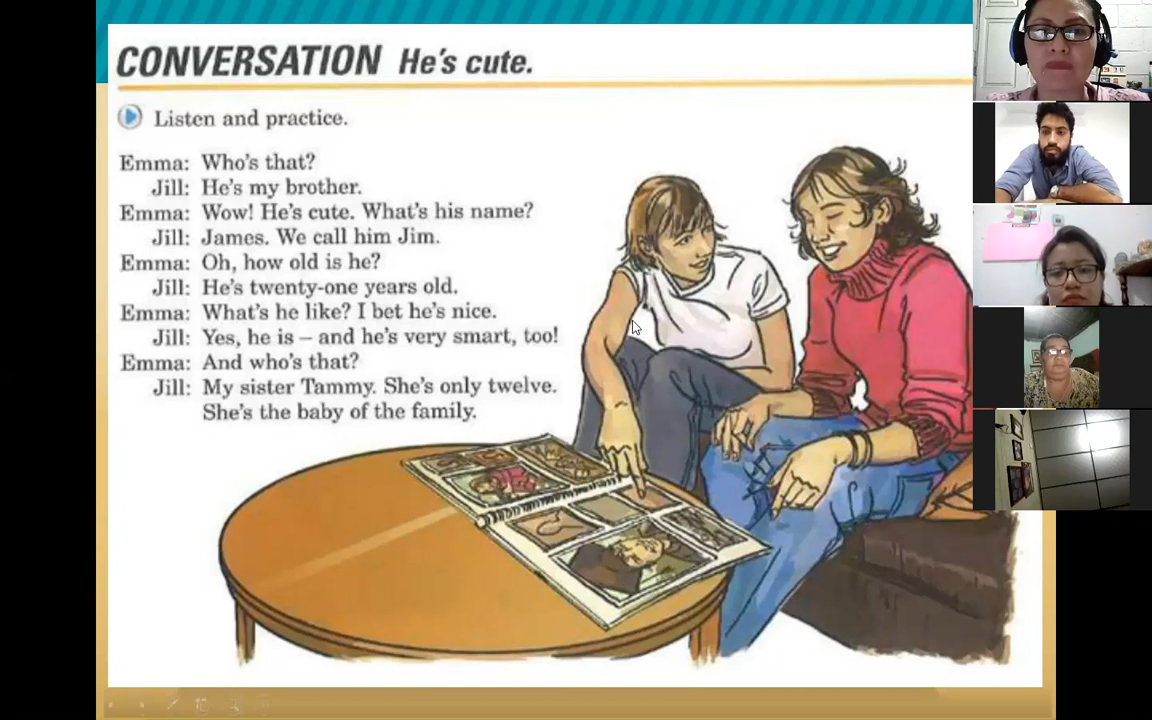 CONVERSATION He's cute.
Listen and practice.
Emma: Who's that?
Jill: He's my brother.
Emma: Wow! He's cute. What's his name?
Jill: James. We call him Jim.
Emma: Oh, how old is he?
Jill: He's twenty-one years old.
Emma: What's he like? I bet he's nice.
Jill: Yes, he is – and he's very smart, too!
Emma: And who's that?
Jill: My sister Tammy. She's only twelve.
She's the baby of the family.